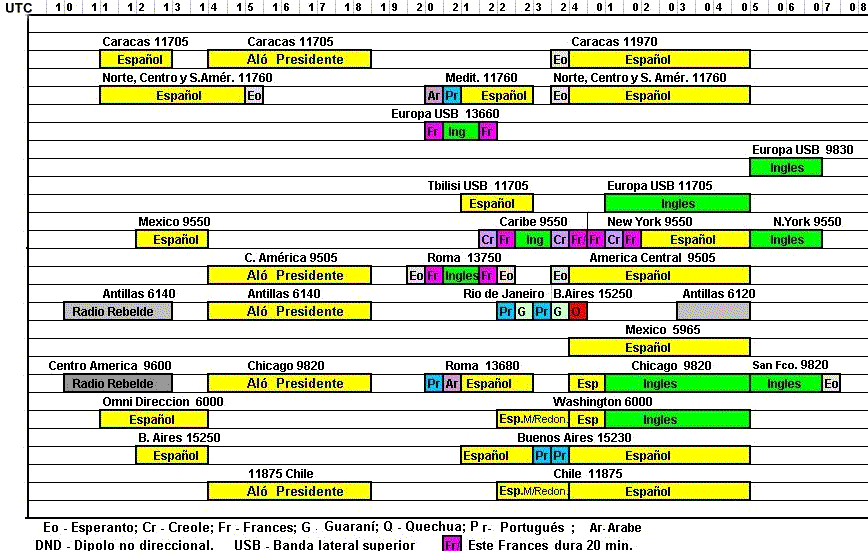 UTC 10 11 12 13 14 15 16 17 18 19 20 21 22 23 24 01 02 03 04 05 06 07 08
Caracas 11705 Caracas 11705 Caracas 11970
Español Aló Presidente Eo Español
Norte, Centro y S.Amér. 11760 Medit. 11760 Norte, Centro y S. Amér. 11760
Español Eo Ar Pr Español Eo Español
Europa USB 13660
Fr Ing Fr
Europa USB 9830
Ingles
Tbilisi USB 11705 Europa USB 11705
Español Ingles
Mexico 9550 Caribe 9550 New York 9550 N.York 9550
Español Cr Fr Ing Cr Fr Fr Cr Fr Español Ingles
C. América 9505 Roma 13750 America Central 9505
Aló Presidente Eo Fr Ingles Fr Eo Eo Español
Antillas 6140 Antillas 6140 Rio de Janeiro B.Aires 15250 Antillas 6120
Radio Rebelde Aló Presidente Pr G Pr G Q
Mexico 5965
Español
Centro America 9600 Chicago 9820 Roma 13680 Chicago 9820 San Fco. 9820
Radio Rebelde Aló Presidente Pr Ar Español Esp Ingles Ingles Eo
Omni Direccion 6000 Washington 6000
Español Esp.M/Redon. Esp Ingles
B. Aires 15250 Buenos Aires 15230
Español Español Pr Pr Español
11875 Chile Chile 11875
Aló Presidente Esp.M/Redon. Español
Eo - Esperanto; Cr - Creole; Fr - Frances; G - Guaraní; Q - Quechua; Pr- Portugués ; Ar-Arabe
DND - Dipolo no direccional. USB - Banda lateral superior Fr Este Frances dura 20 min.